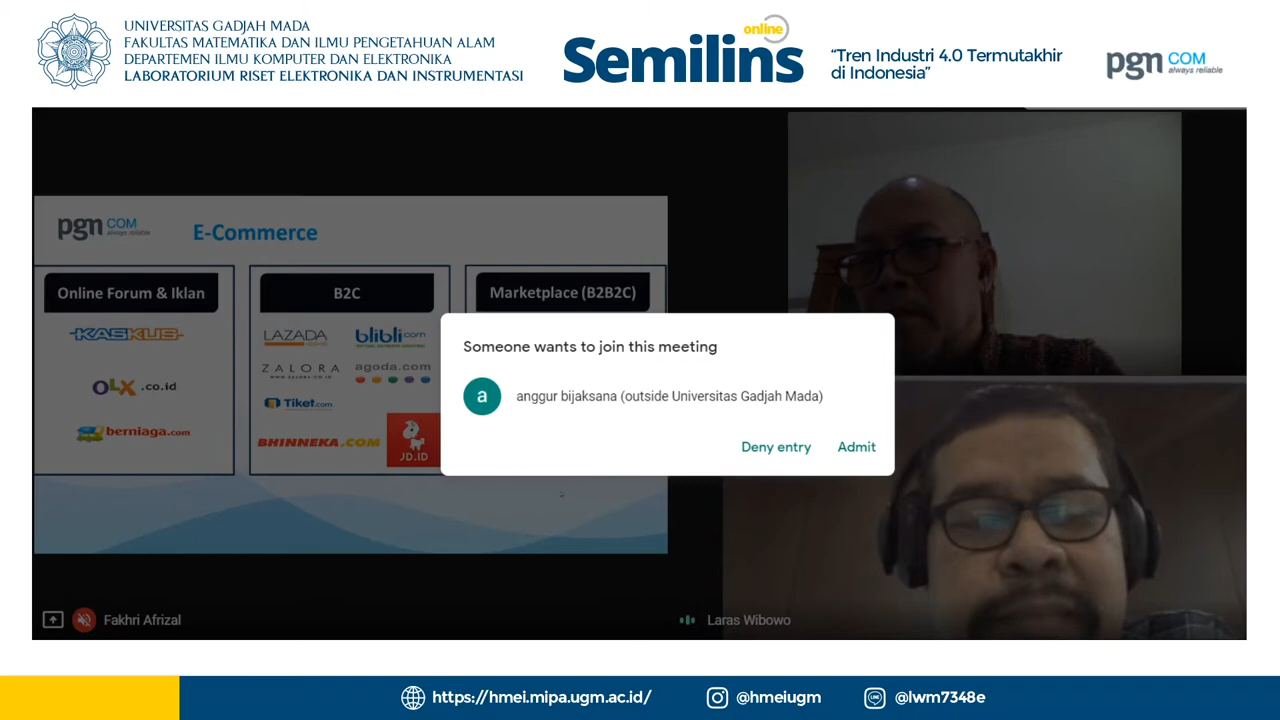 UNIVERSITAS GADJAH MADA
FAKULTAS MATEMATIKA DAN ILMU PENGETAHUAN ALAM
DEPARTEMEN ILMU KOMPUTER DAN ELEKTRONIKA
LABORATORIUM RISET ELEKTRONIKA DAN INSTRUMENTASI
online
Semilins
“Tren Industri 4.0 Termutakhir
di Indonesia”
pgn COM
always reliable
pgn COM
always reliable
E-Commerce
Online Forum & Iklan
KASKUS
OLX.co.id
berniaga.com
B2C
LAZADA
blibli.com
ZALORA
agoda.com
Tiket.com
BHINNEKA.COM
JD.ID
Marketplace (B2B2C)
Someone wants to join this meeting
a
anggur bijaksana (outside Universitas Gadjah Mada)
Deny entry
Admit
Fakhri Afrizal
Laras Wibowo
https://hmei.mipa.ugm.ac.id/
@hmeiugm
LINE
@lwm7348e